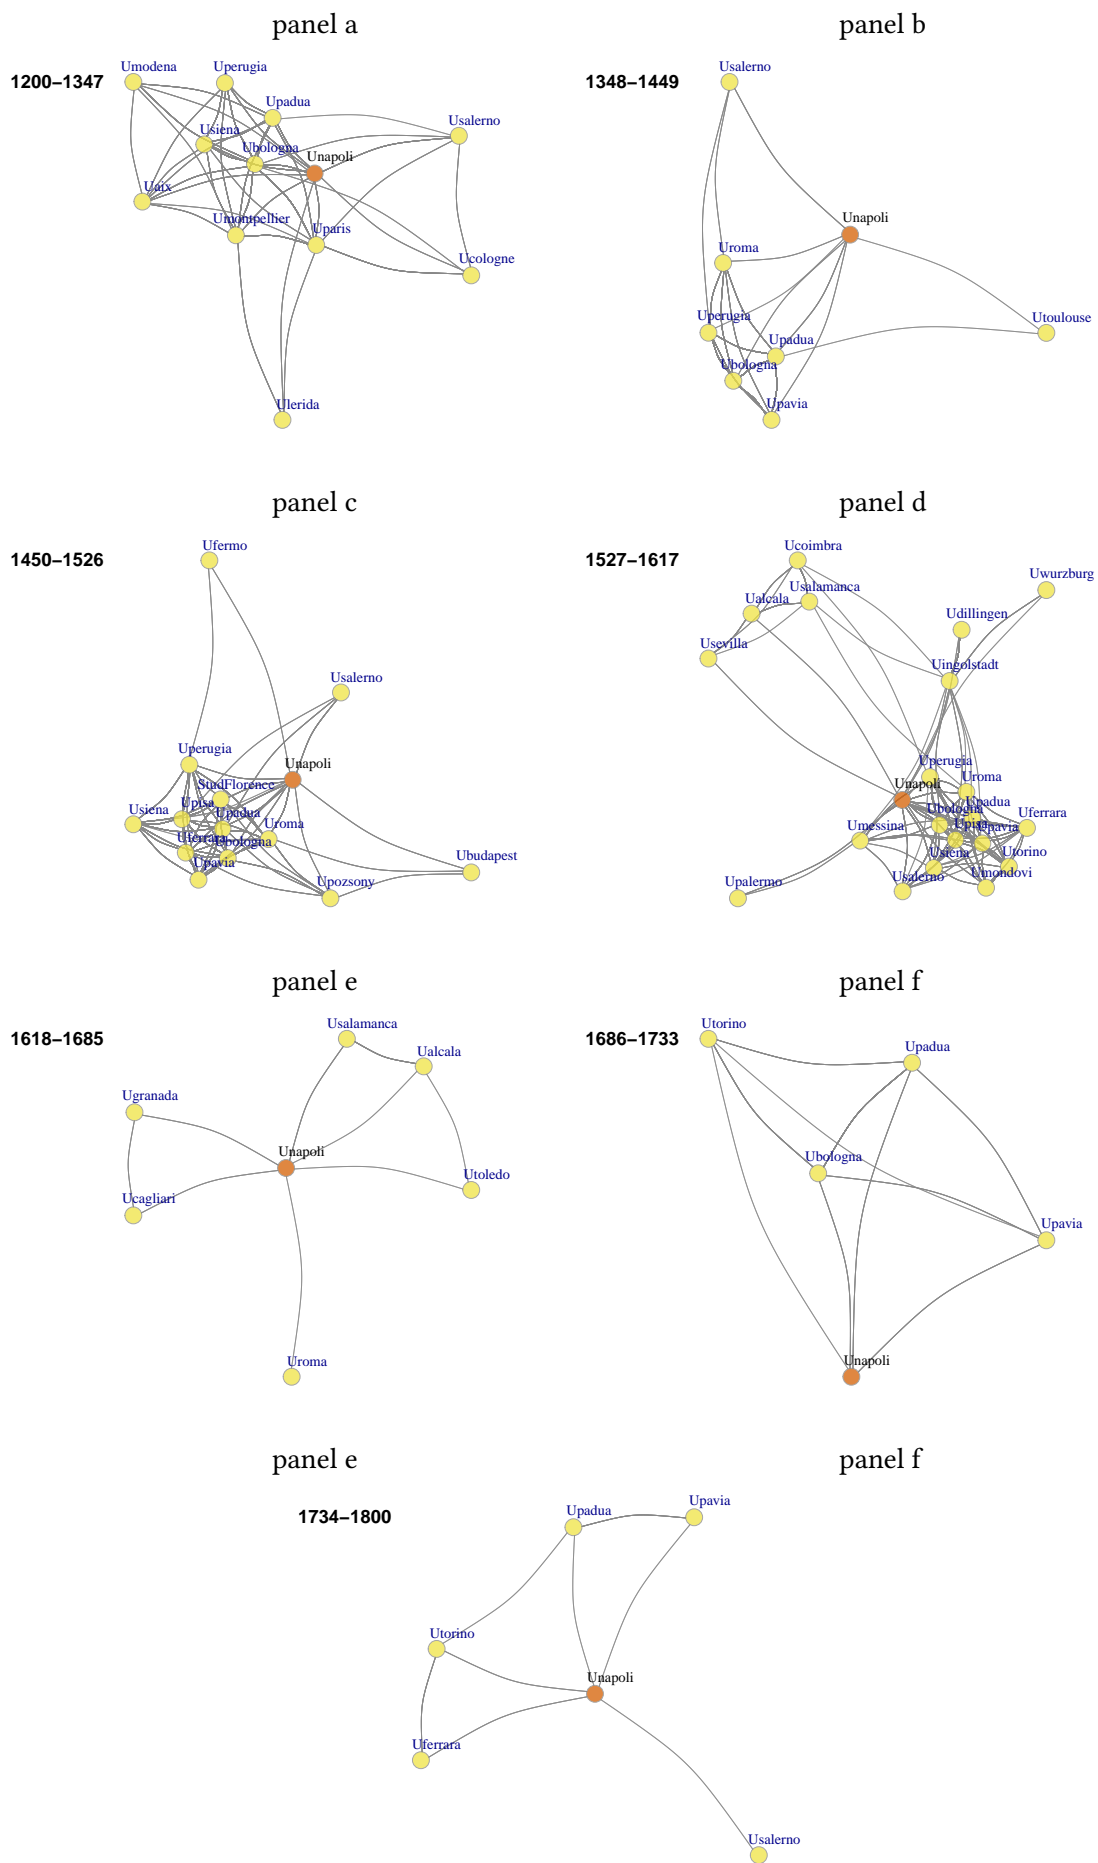 panel a
panel b
1200–1347
Umodena
Uperugia
Upadua
Usiena
Ubologna
Unapoli
Usalerno
Uaix
Umontpellier
Uparis
Ucologne
Ulerida
1348–1449
Usalerno
Unapoli
Uroma
Uperugia
Upadua
Ubologna
Upavia
Utoulouse
panel c
panel d
1450–1526
Ufermo
Usalerno
Uperugia
Unapoli
StudFlorence
Usiena
Upisa
Upadua
Uroma
Uferrara
Ubologna
Upavia
Upozsony
Ubudapest
1527–1617
Ucoimbra
Usalamanca
Ualcala
Usevilla
Uwurzburg
Udillingen
Uingolstadt
Uperugia
Unapoli
Uroma
Upadua
Ubologna
Uferrara
Umessina
Upisa
Upavia
Usiena
Utorino
Usalerno
Umondovi
Upalermo
panel e
panel f
1618–1685
Usalamanca
Ualcala
Ugranada
Unapoli
Ucagliari
Utoledo
Uroma
1686–1733
Utorino
Upadua
Ubologna
Upavia
Unapoli
panel e
panel f
1734–1800
Upadua
Upavia
Utorino
Unapoli
Uferrara
Usalerno